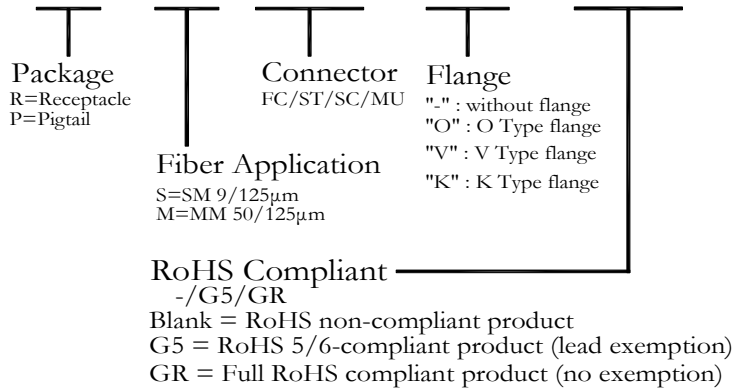 Package
R=Receptacle
P=Pigtail
Connector
FC/ST/SC/MU
Flange
"-" : without flange
"O" : O Type flange
"V" : V Type flange
"K" : K Type flange
Fiber Application
S=SM 9/125μm
M=MM 50/125μm
RoHS Compliant
-/G5/GR
Blank = RoHS non-compliant product
G5 = RoHS 5/6-compliant product (lead exemption)
GR = Full RoHS compliant product (no exemption)